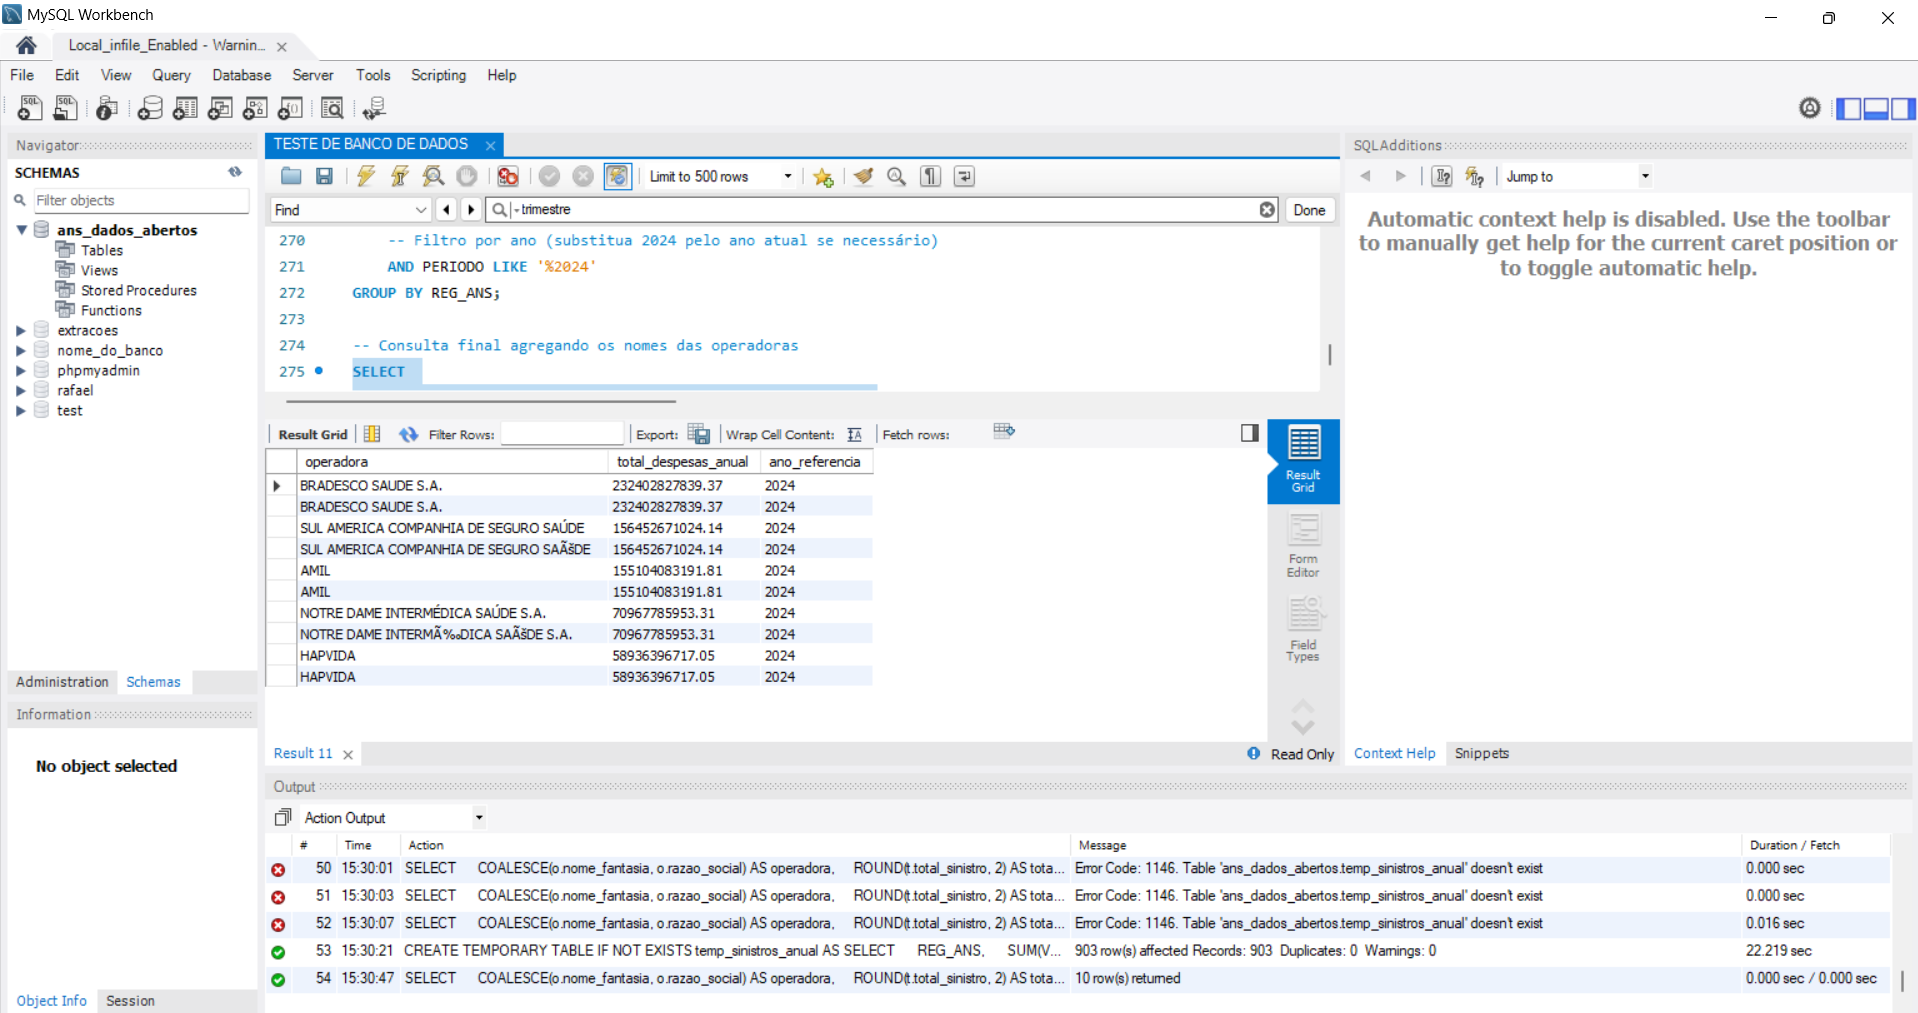 MySQL Workbench
Local_infile_Enabled - Warnin...
File Edit View Query Database Server Tools Scripting Help
Navigator
SCHEMAS
Filter objects
ans_dados_abertos
Tables
Views
Stored Procedures
Functions
extracoes
nome_do_banco
phpmyadmin
rafael
test
Administration Schemas
Information
No object selected
Object Info Session
TESTE DE BANCO DE DADOS
Limit to 500 rows
Find trimestre Done
270 -- Filtro por ano (substitua 2024 pelo ano atual se necessário)
271 AND PERIODO LIKE '%2024'
272 GROUP BY REG_ANS;
273
274 -- Consulta final agregando os nomes das operadoras
275 SELECT
Result Grid Filter Rows: Export: Wrap Cell Content: Fetch rows:
operadora total_despesas_anual ano_referencia
BRADESCO SAUDE S.A. 232402827839.37 2024
BRADESCO SAUDE S.A. 232402827839.37 2024
SUL AMERICA COMPANHIA DE SEGURO SAÚDE 156452671024.14 2024
SUL AMERICA COMPANHIA DE SEGURO SAÃšDE 156452671024.14 2024
AMIL 155104083191.81 2024
AMIL 155104083191.81 2024
NOTRE DAME INTERMÉDICA SAÚDE S.A. 70967785953.31 2024
NOTRE DAME INTERMÃ‰DICA SAÃšDE S.A. 70967785953.31 2024
HAPVIDA 58936396717.05 2024
HAPVIDA 58936396717.05 2024
Result Grid
Form Editor
Field Types
Result 11
Read Only
SQLAdditions
Jump to
Automatic context help is disabled. Use the toolbar
to manually get help for the current caret position or
to toggle automatic help.
Context Help Snippets
Output
Action Output
# Time Action Message Duration / Fetch
50 15:30:01 SELECT COALESCE(o.nome_fantasia, o.razao_social) AS operadora, ROUND(t.total_sinistro, 2) AS tota... Error Code: 1146. Table 'ans_dados_abertos.temp_sinistros_anual' doesn't exist 0.000 sec
51 15:30:03 SELECT COALESCE(o.nome_fantasia, o.razao_social) AS operadora, ROUND(t.total_sinistro, 2) AS tota... Error Code: 1146. Table 'ans_dados_abertos.temp_sinistros_anual' doesn't exist 0.000 sec
52 15:30:07 SELECT COALESCE(o.nome_fantasia, o.razao_social) AS operadora, ROUND(t.total_sinistro, 2) AS tota... Error Code: 1146. Table 'ans_dados_abertos.temp_sinistros_anual' doesn't exist 0.016 sec
53 15:30:21 CREATE TEMPORARY TABLE IF NOT EXISTS temp_sinistros_anual AS SELECT REG_ANS, SUM(V... 903 row(s) affected Records: 903 Duplicates: 0 Warnings: 0 22.219 sec
54 15:30:47 SELECT COALESCE(o.nome_fantasia, o.razao_social) AS operadora, ROUND(t.total_sinistro, 2) AS tota... 10 row(s) returned 0.000 sec / 0.000 sec